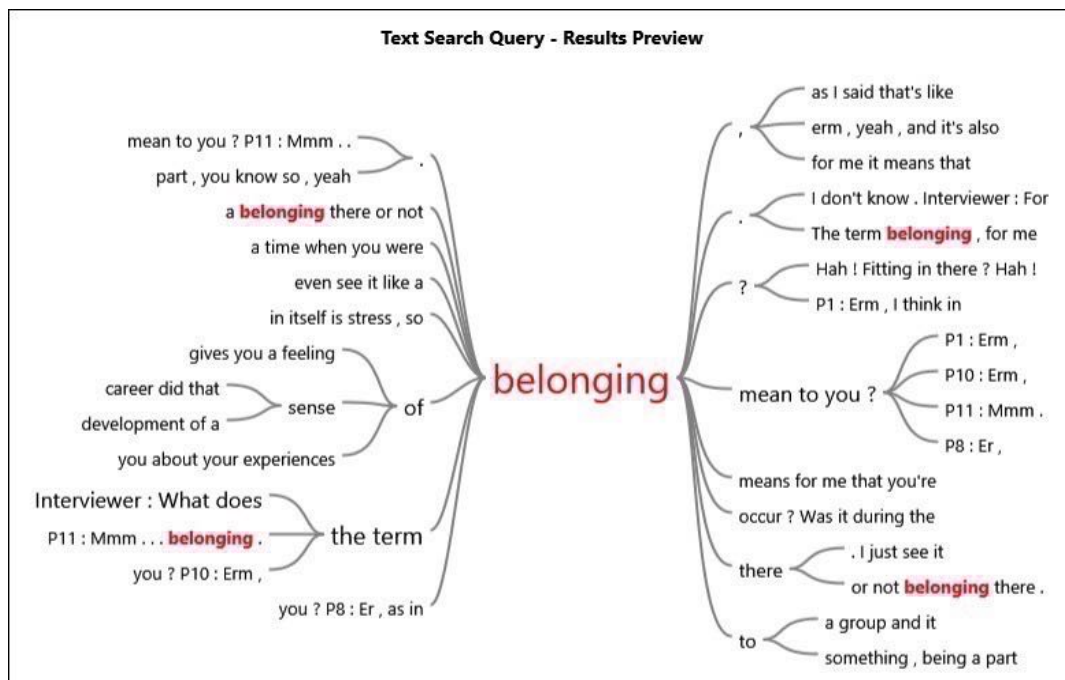 Text Search Query - Results Preview
mean to you ? P11 : Mmm . .
part , you know so , yeah
.
a belonging there or not
a time when you were
even see it like a
in itself is stress , so
gives you a feeling
career did that
development of a
sense
you about your experiences
of
Interviewer : What does
P11 : Mmm . . . belonging .
you ? P10 : Erm ,
the term
you ? P8 : Er , as in
belonging
,
as I said that's like
erm , yeah , and it's also
for me it means that
.
I don't know . Interviewer : For
The term belonging , for me
?
Hah ! Fitting in there ? Hah !
P1 : Erm , I think in
mean to you ?
P1 : Erm ,
P10 : Erm ,
P11 : Mmm .
P8 : Er ,
means for me that you're
occur ? Was it during the
there
. I just see it
or not belonging there .
to
a group and it
something , being a part